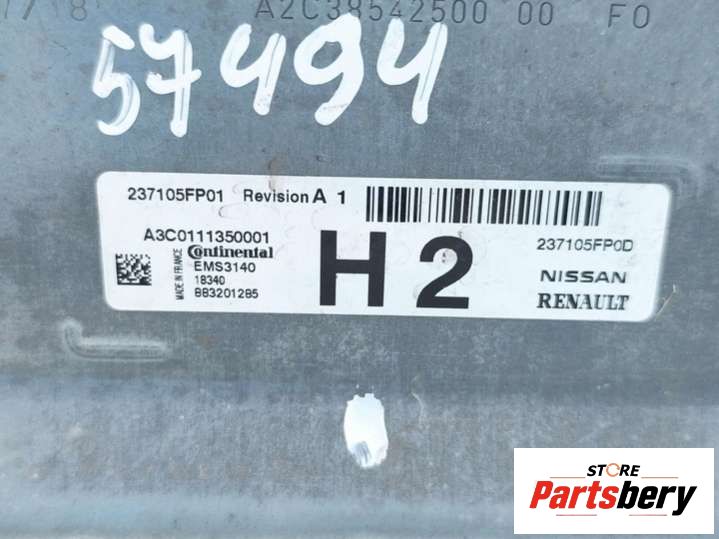 A2C38542500 00 F0
57494
237105FP01 Revision A 1
A3C0111350001
Continental
EMS3140
18340
883201285
MADE IN FRANCE
H2
237105FP0D
NISSAN
RENAULT
STORE
Partsbery